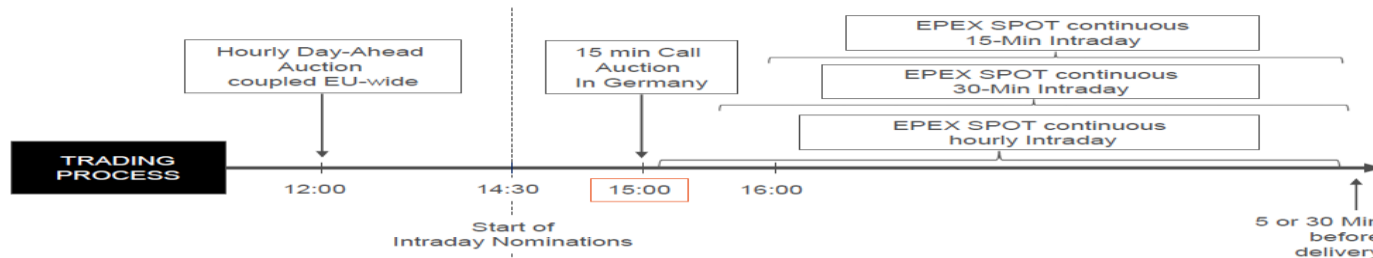 Hourly Day-Ahead
Auction
coupled EU-wide
15 min Call
Auction
In Germany
EPEX SPOT continuous
15-Min Intraday
EPEX SPOT continuous
30-Min Intraday
EPEX SPOT continuous
hourly Intraday
TRADING
PROCESS
12:00
14:30
15:00
16:00
Start of
Intraday Nominations
5 or 30 Min
before
delivery